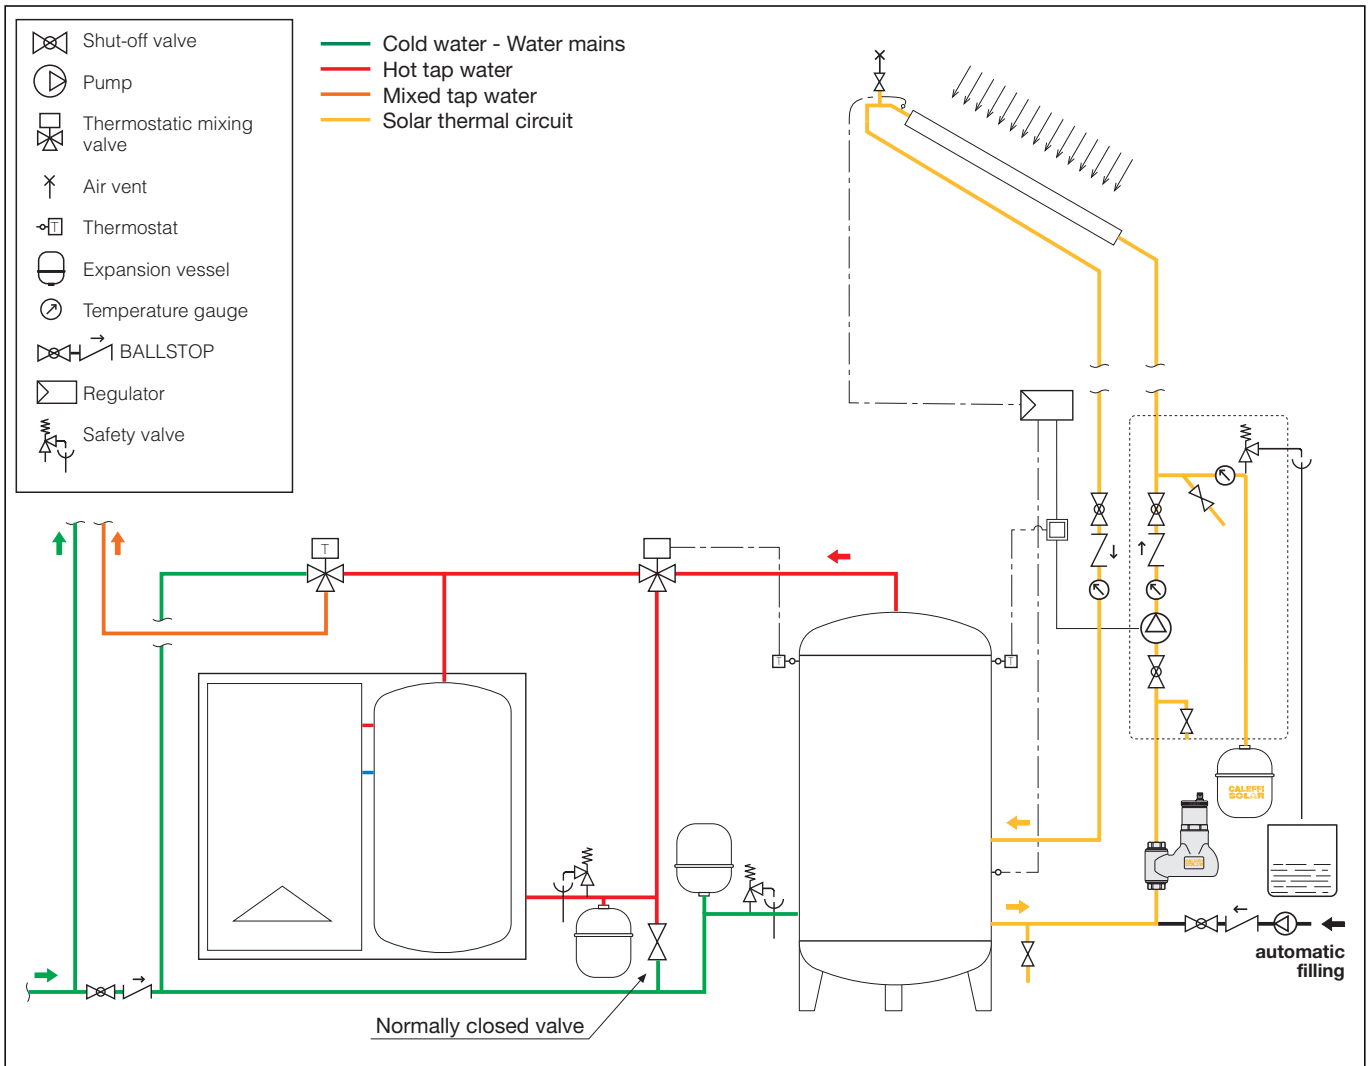 Shut-off valve
Pump
Thermostatic mixing
valve
Air vent
T
Thermostat
Expansion vessel
Temperature gauge
BALLSTOP
Regulator
Safety valve
Cold water - Water mains
Hot tap water
Mixed tap water
Solar thermal circuit
T
T
T
CALEFFI
SOLAR
automatic
filling
Normally closed valve